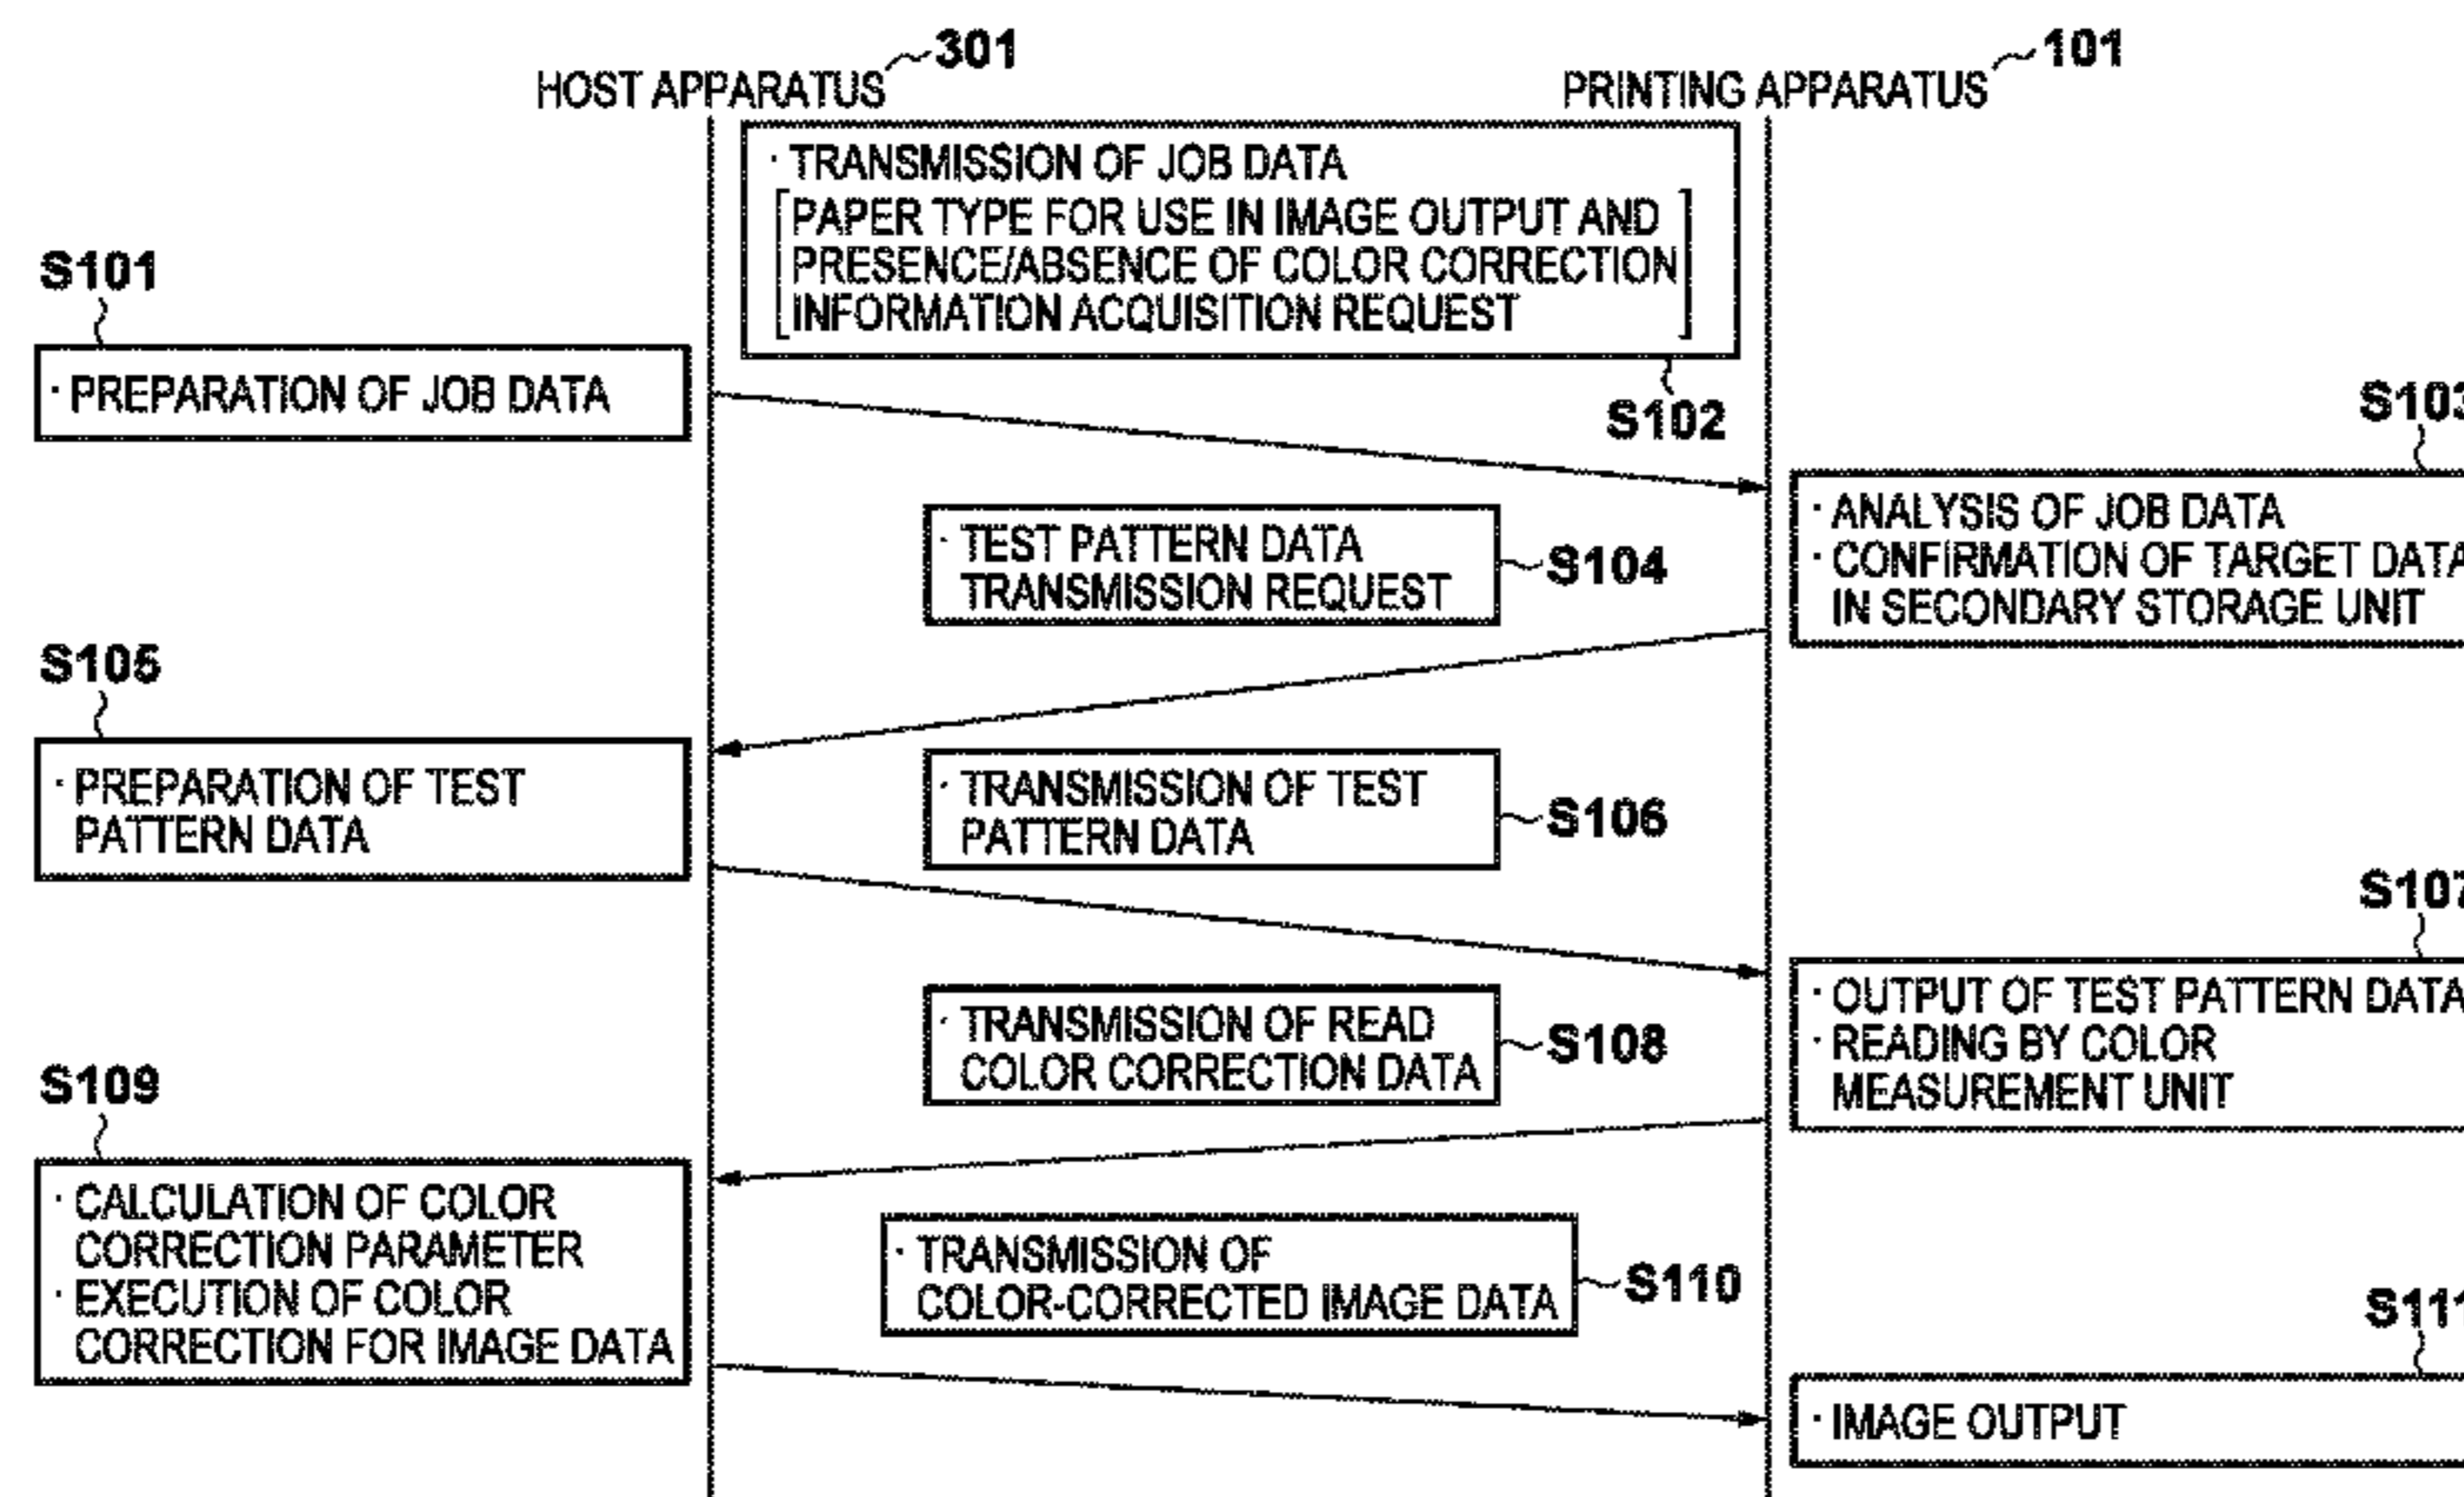 301
HOST APPARATUS
101
PRINTING APPARATUS
· TRANSMISSION OF JOB DATA
[PAPER TYPE FOR USE IN IMAGE OUTPUT AND
PRESENCE/ABSENCE OF COLOR CORRECTION
INFORMATION ACQUISITION REQUEST]
S101
· PREPARATION OF JOB DATA
S102
S103
· ANALYSIS OF JOB DATA
· CONFIRMATION OF TARGET DATA
IN SECONDARY STORAGE UNIT
· TEST PATTERN DATA
TRANSMISSION REQUEST
S104
S105
· PREPARATION OF TEST
PATTERN DATA
· TRANSMISSION OF TEST
PATTERN DATA
S106
S107
· OUTPUT OF TEST PATTERN DATA
· READING BY COLOR
MEASUREMENT UNIT
· TRANSMISSION OF READ
COLOR CORRECTION DATA
S108
S109
· CALCULATION OF COLOR
CORRECTION PARAMETER
· EXECUTION OF COLOR
CORRECTION FOR IMAGE DATA
· TRANSMISSION OF
COLOR-CORRECTED IMAGE DATA
S110
S111
· IMAGE OUTPUT